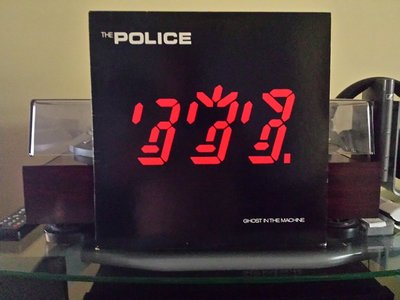 THE POLICE
GHOST IN THE MACHINE